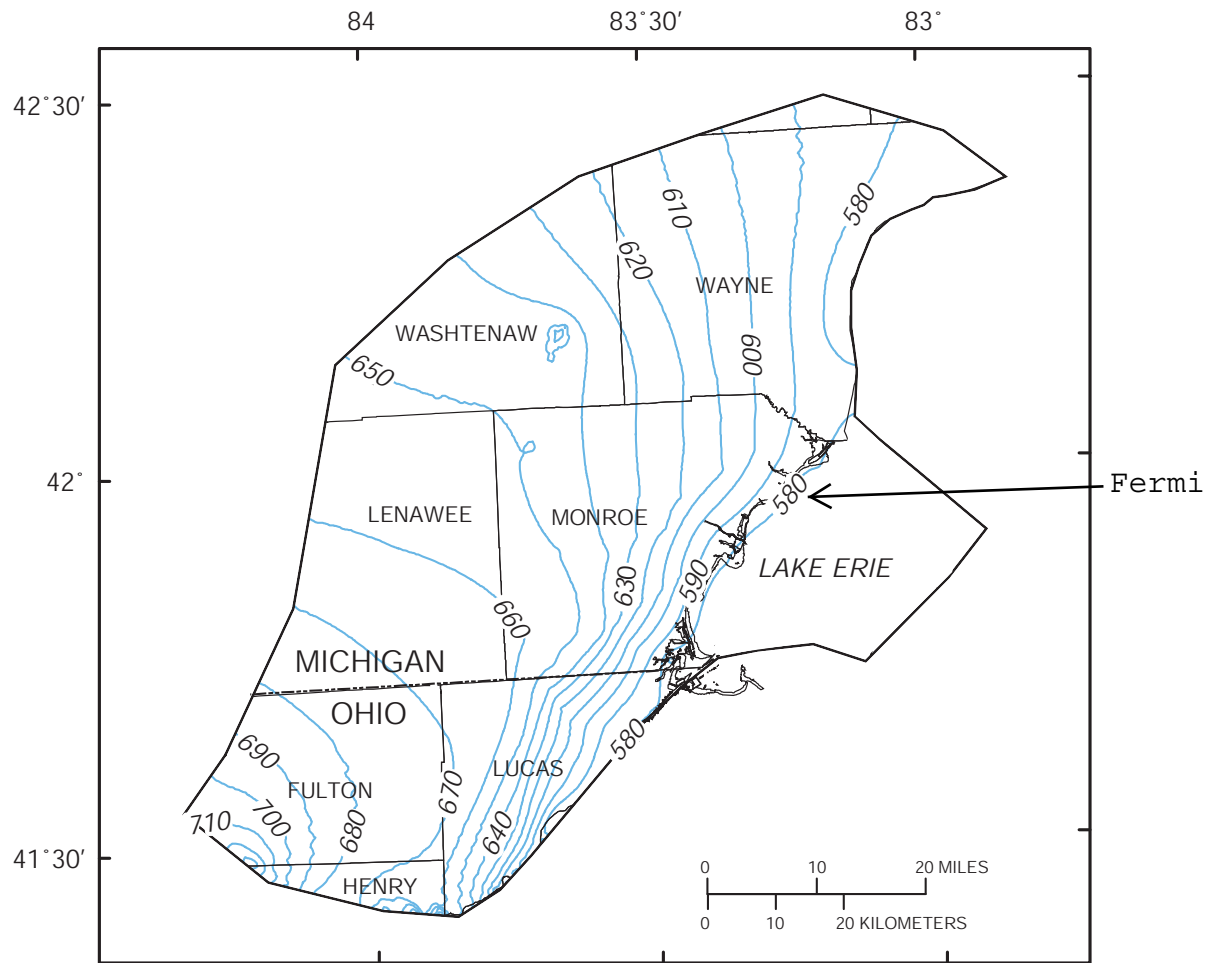 84 83˚30' 83˚
42˚30'
580
610
620
WAYNE
WASHTENAW
600
650
42˚
580
Fermi
LENAWEE
MONROE
LAKE ERIE
590
630
660
MICHIGAN
OHIO
580
690
LUCAS
FULTON
670
700
710
680
640
41˚30'
HENRY
0 10 20 MILES
0 10 20 KILOMETERS